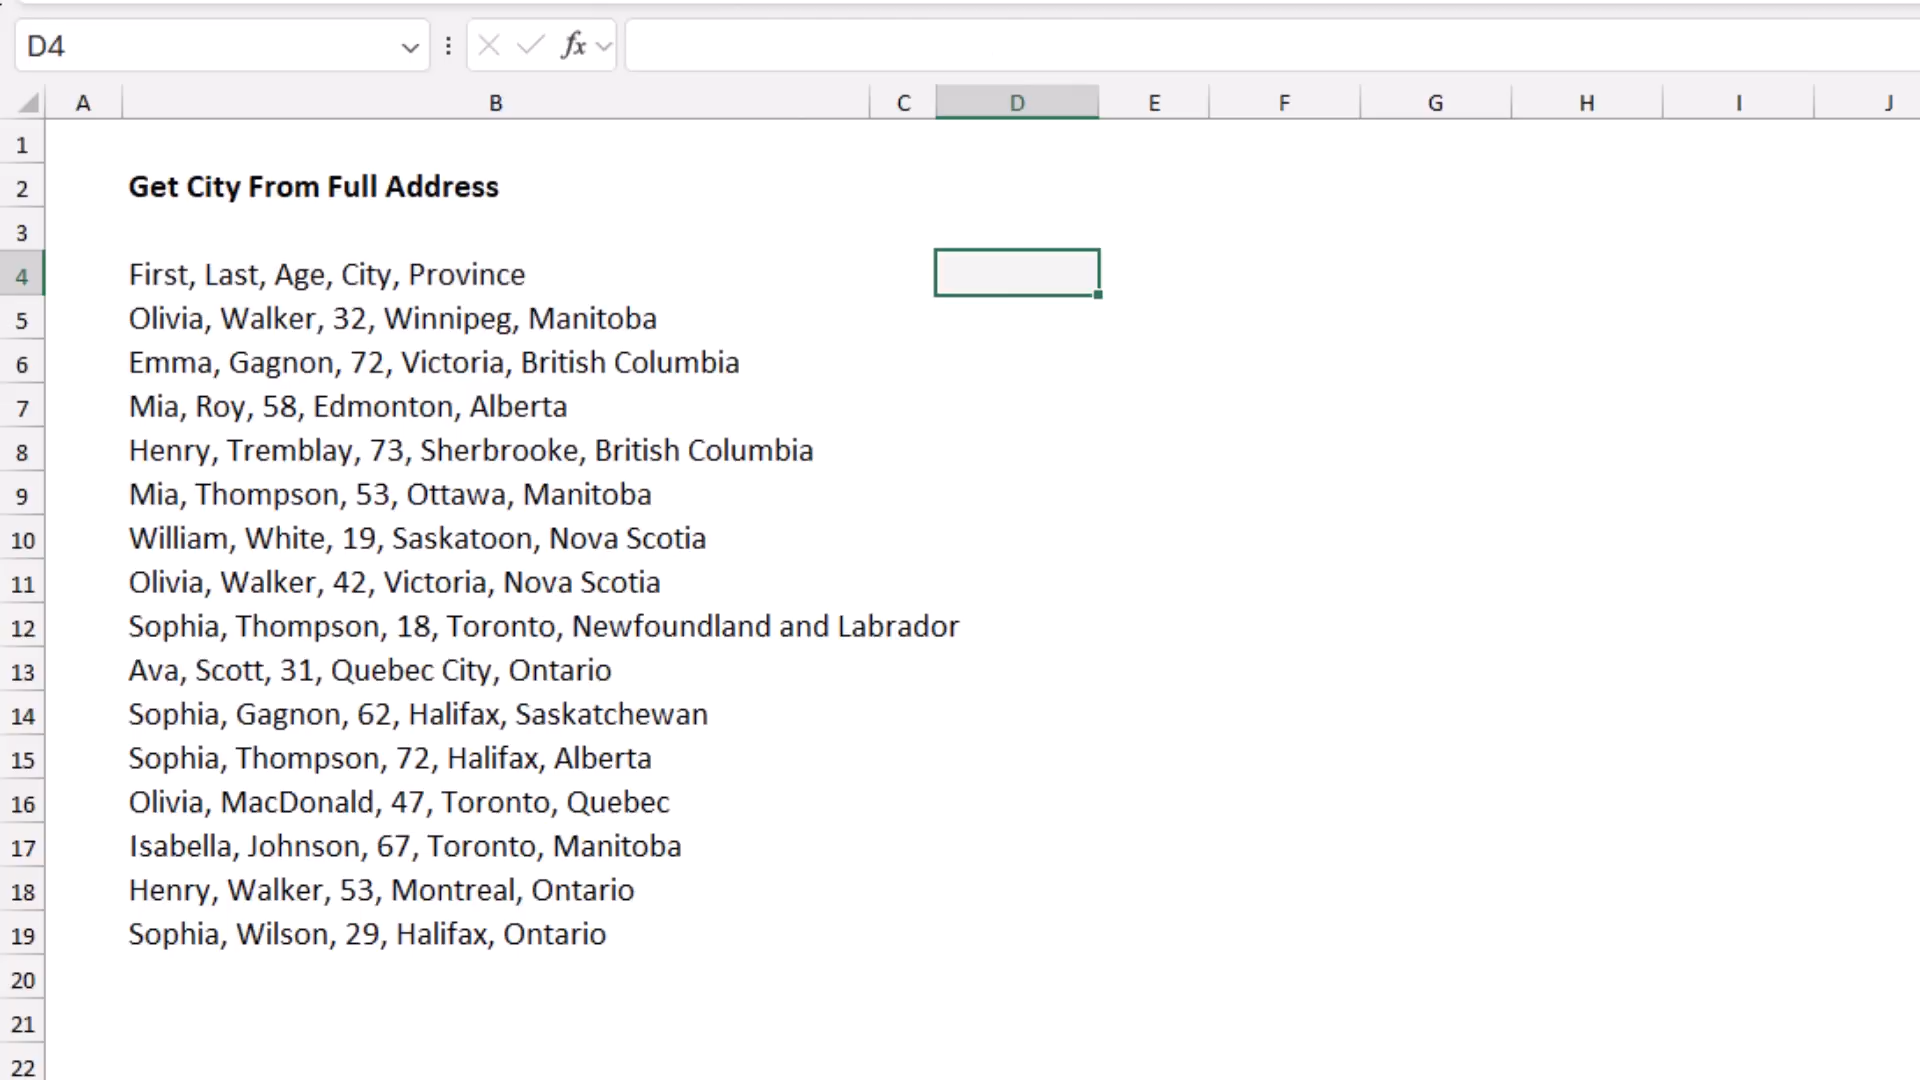 D4
fx
A B C D E F G H I J
1
2 Get City From Full Address
3
4 First, Last, Age, City, Province
5 Olivia, Walker, 32, Winnipeg, Manitoba
6 Emma, Gagnon, 72, Victoria, British Columbia
7 Mia, Roy, 58, Edmonton, Alberta
8 Henry, Tremblay, 73, Sherbrooke, British Columbia
9 Mia, Thompson, 53, Ottawa, Manitoba
10 William, White, 19, Saskatoon, Nova Scotia
11 Olivia, Walker, 42, Victoria, Nova Scotia
12 Sophia, Thompson, 18, Toronto, Newfoundland and Labrador
13 Ava, Scott, 31, Quebec City, Ontario
14 Sophia, Gagnon, 62, Halifax, Saskatchewan
15 Sophia, Thompson, 72, Halifax, Alberta
16 Olivia, MacDonald, 47, Toronto, Quebec
17 Isabella, Johnson, 67, Toronto, Manitoba
18 Henry, Walker, 53, Montreal, Ontario
19 Sophia, Wilson, 29, Halifax, Ontario
20
21
22